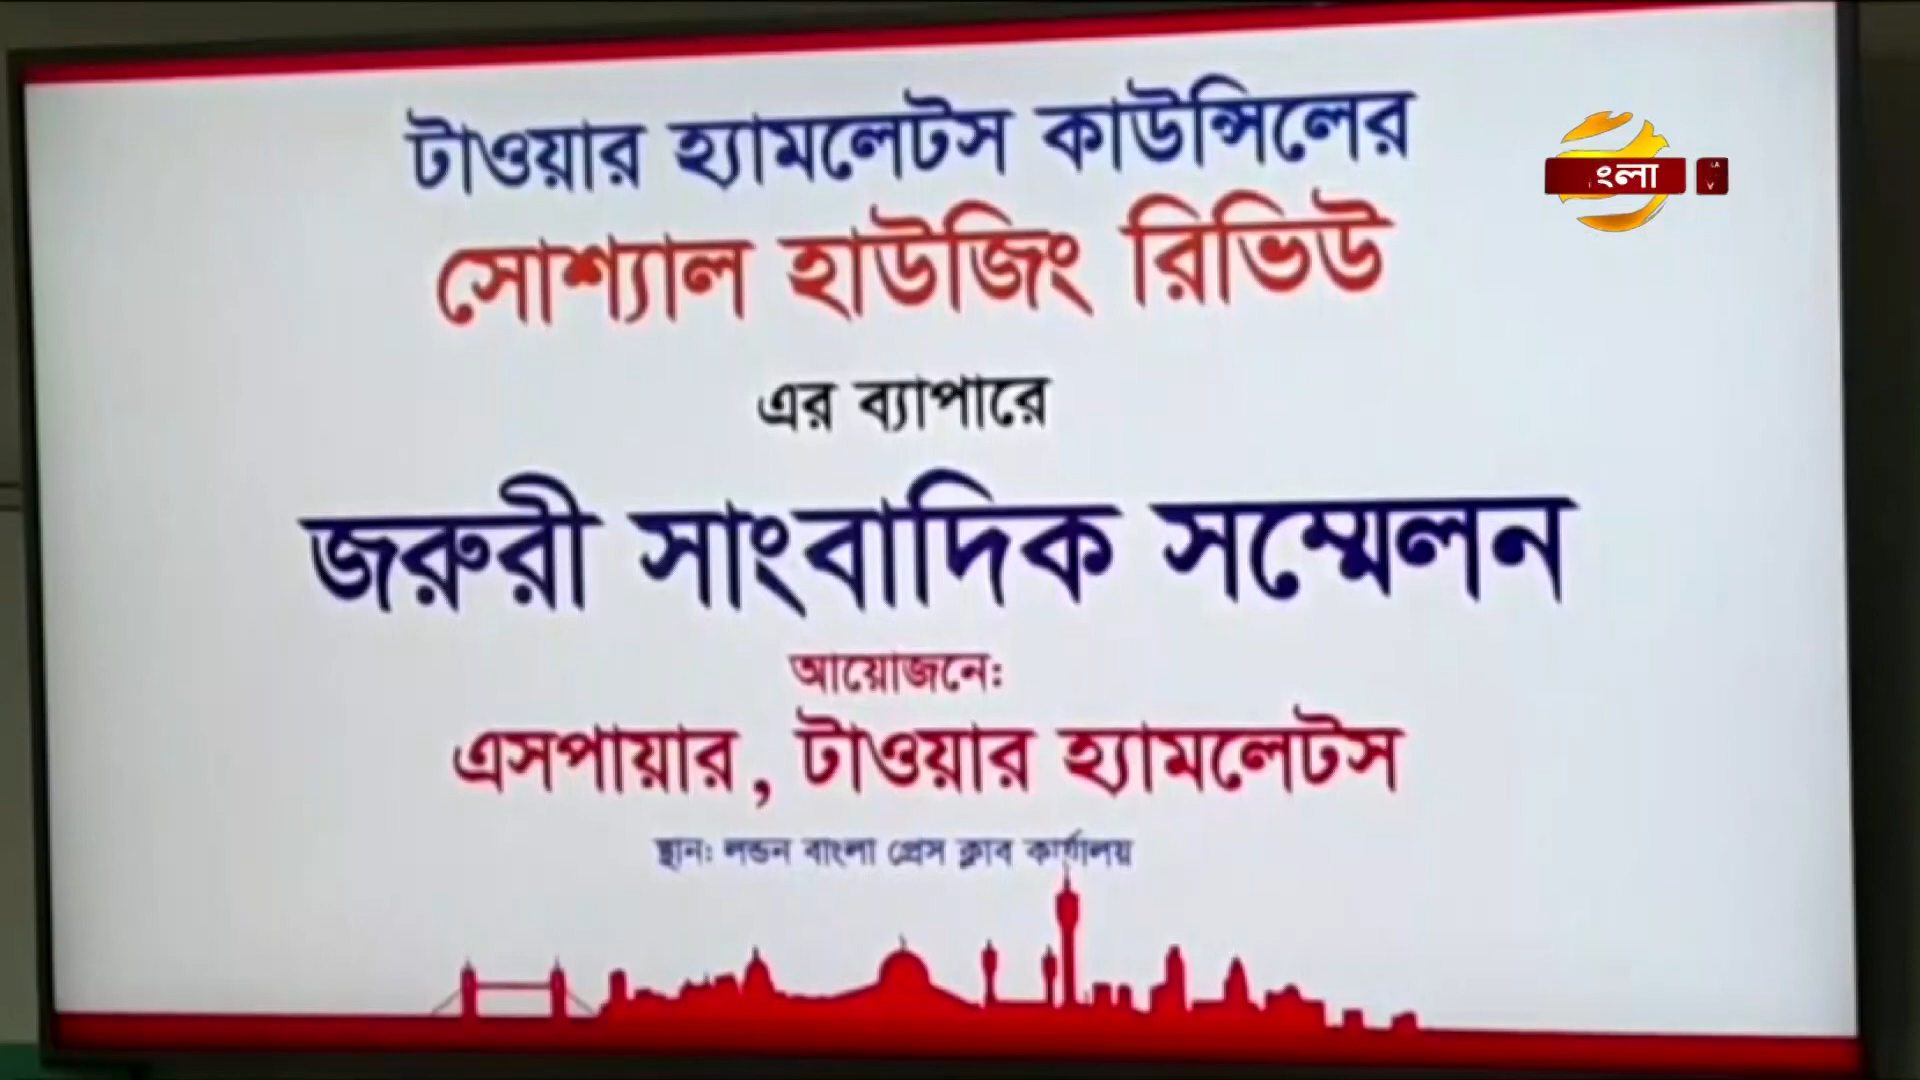 টাওয়ার হ্যামলেটস কাউন্সিলের
সোশ্যাল হাউজিং রিভিউ
এর ব্যাপারে
জরুরী সাংবাদিক সম্মেলন
আয়োজনে:
এসপায়ার, টাওয়ার হ্যামলেটস
স্থান: লন্ডন বাংলা প্রেস ক্লাব কার্যালয়